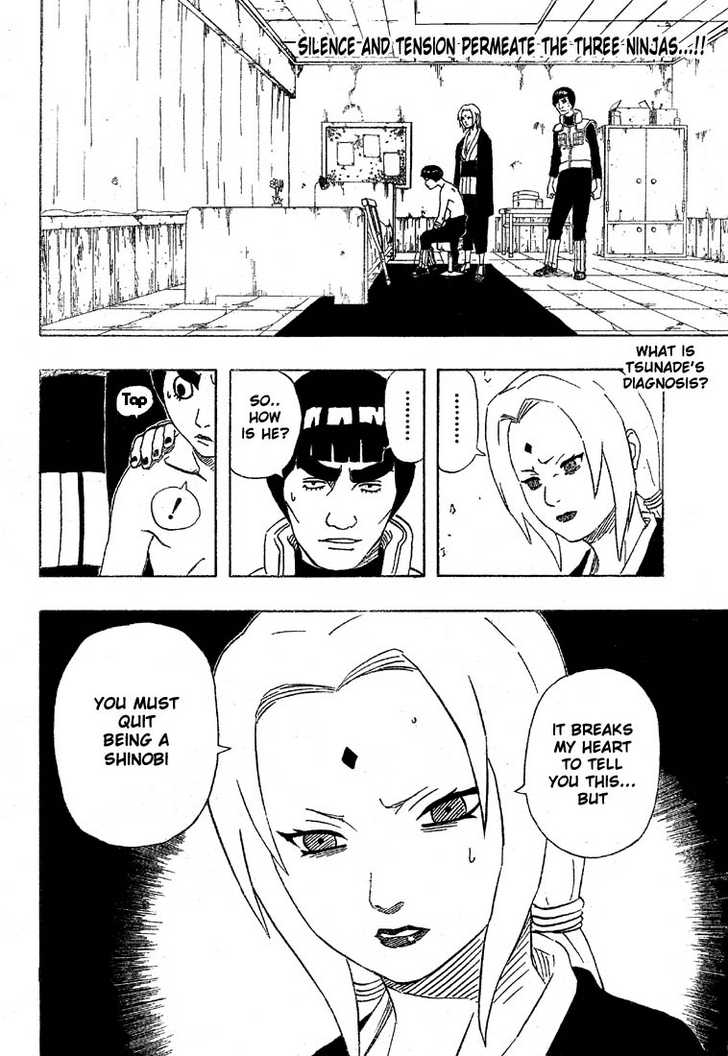 SILENCE AND TENSION PERMEATE THE THREE NINJAS...!!
WHAT IS
TSUNADE'S
DIAGNOSIS?
.........
.........
SO..
HOW
IS HE?
Tap
!
IT BREAKS
MY HEART
TO TELL
YOU THIS...
BUT
YOU MUST
QUIT
BEING A
SHINOBI